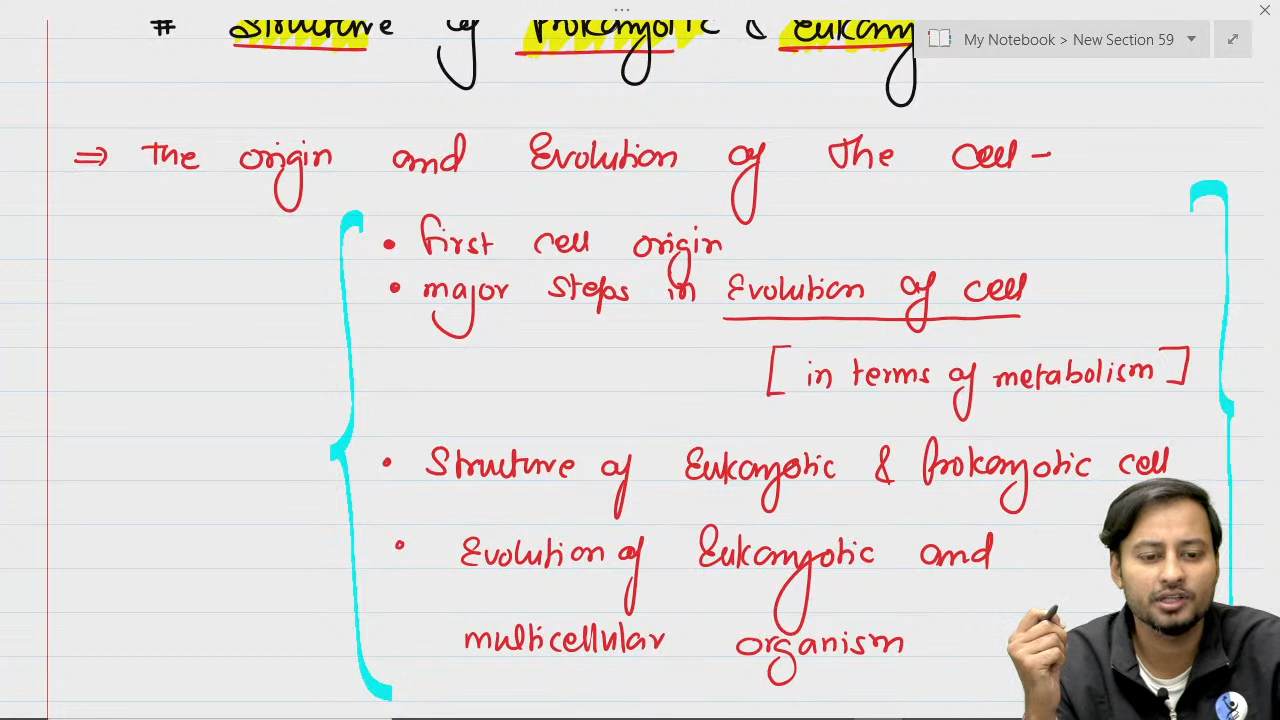 # Structure of Prokaryotic & Eukary
My Notebook > New Section 59
⇒ The origin and Evolution of The Cell -
• First cell origin
• major steps in Evolution of cell
[in terms of metabolism]
• Structure of Eukaryotic & Prokaryotic cell
• Evolution of Eukaryotic and
multicellular organism